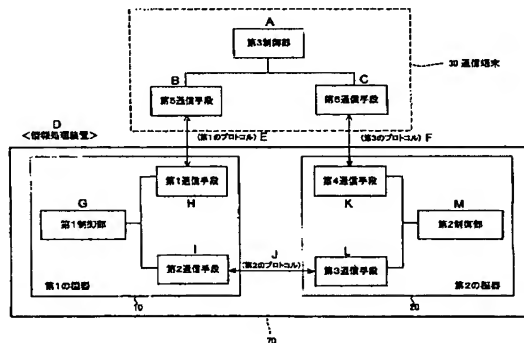 A
第3制御部
30 通信端末
B
第5通信手段
C
第6通信手段
D
<情報処理装置>
(第1のプロトコル) E
(第3のプロトコル) F
第1通信手段
H
第4通信手段
K
G
第1制御部
M
第2制御部
I
第2通信手段
J
(第2のプロトコル)
L
第3通信手段
第1の機器
10
20
第2の機器
70